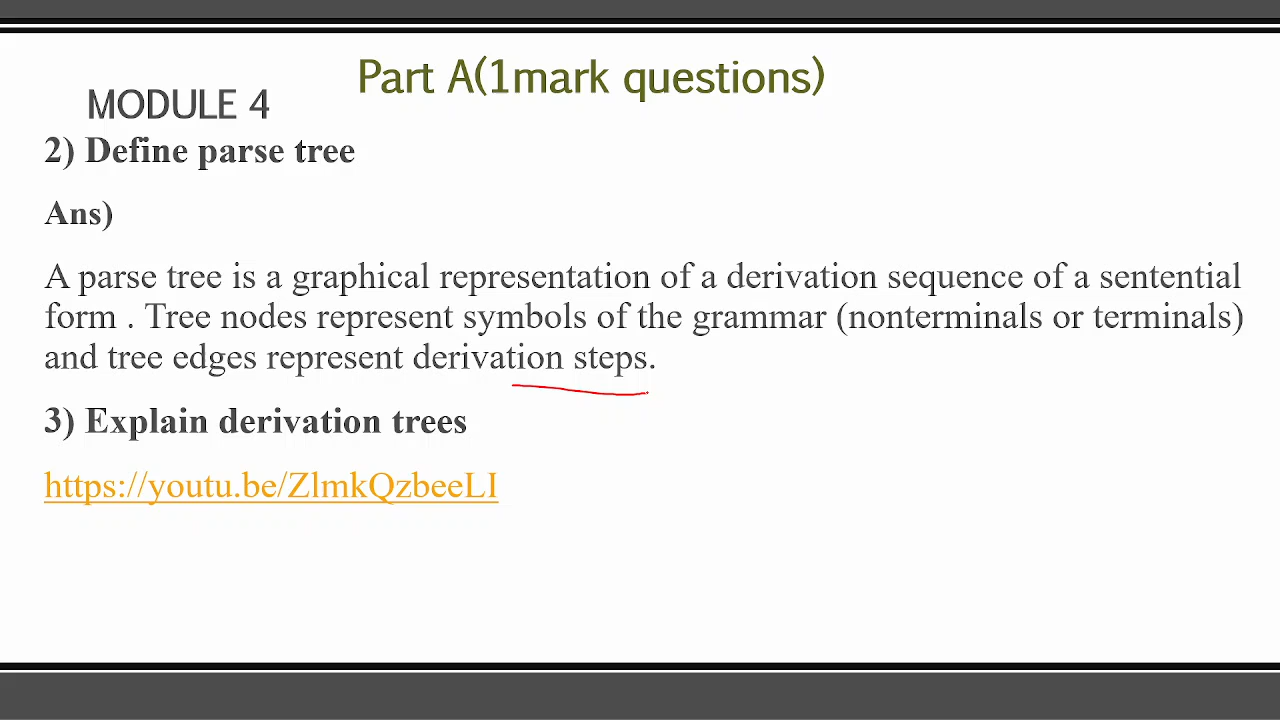 Part A(1mark questions)
MODULE 4
2) Define parse tree
Ans)
A parse tree is a graphical representation of a derivation sequence of a sentential
form . Tree nodes represent symbols of the grammar (nonterminals or terminals)
and tree edges represent derivation steps.
3) Explain derivation trees
https://youtu.be/ZlmkQzbeeLI